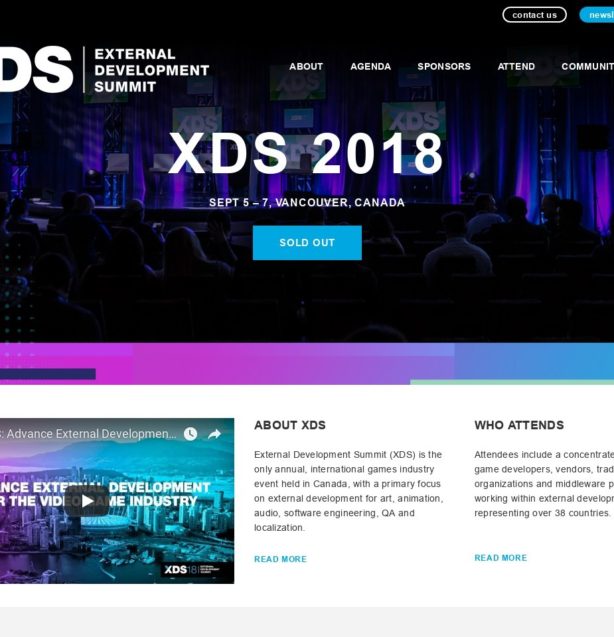 contact us
newsl
DS EXTERNAL DEVELOPMENT SUMMIT
ABOUT AGENDA SPONSORS ATTEND COMMUNIT
XDS 2018
SEPT 5 – 7, VANCOUVER, CANADA
SOLD OUT
S: Advance External Developmen...
NCE EXTERNAL DEVELOPMENT
R THE VIDEO GAME INDUSTRY
XDS18
ABOUT XDS
External Development Summit (XDS) is the
only annual, international games industry
event held in Canada, with a primary focus
on external development for art, animation,
audio, software engineering, QA and
localization.
READ MORE
WHO ATTENDS
Attendees include a concentrate
game developers, vendors, trad
organizations and middleware p
working within external develop
representing over 38 countries.
READ MORE